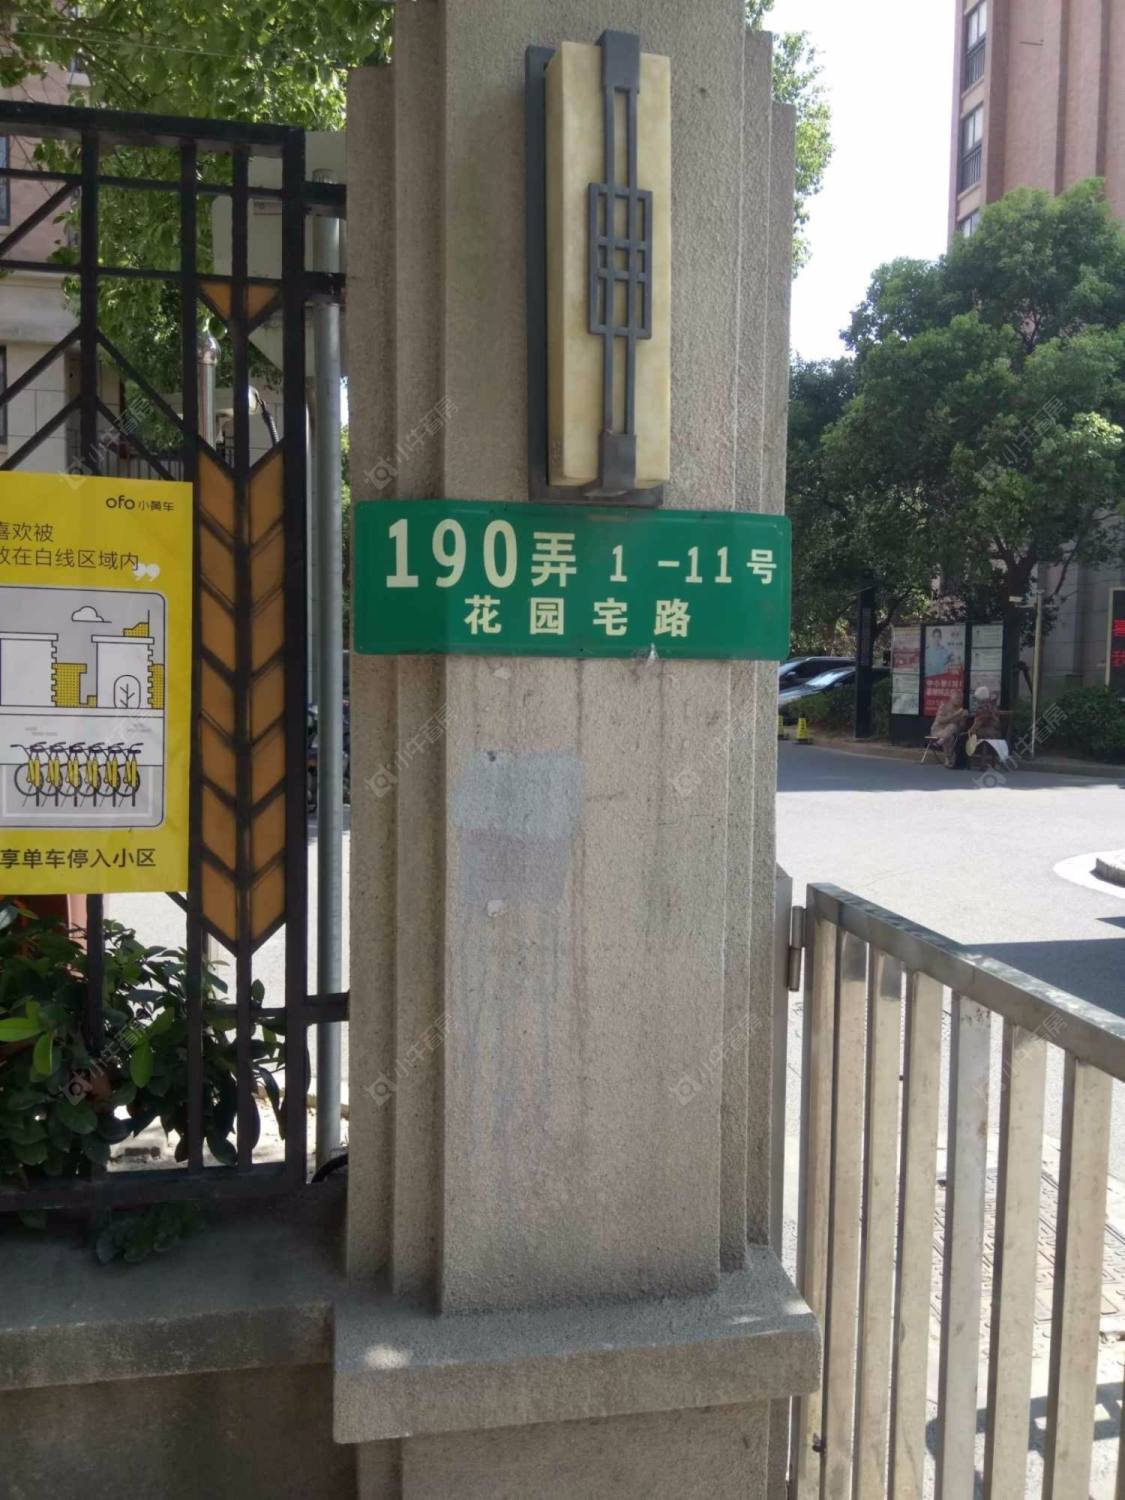 ofo小黄车
喜欢被
放在白线区域内
享单车停入小区
190弄 1 -11号
花园宅路